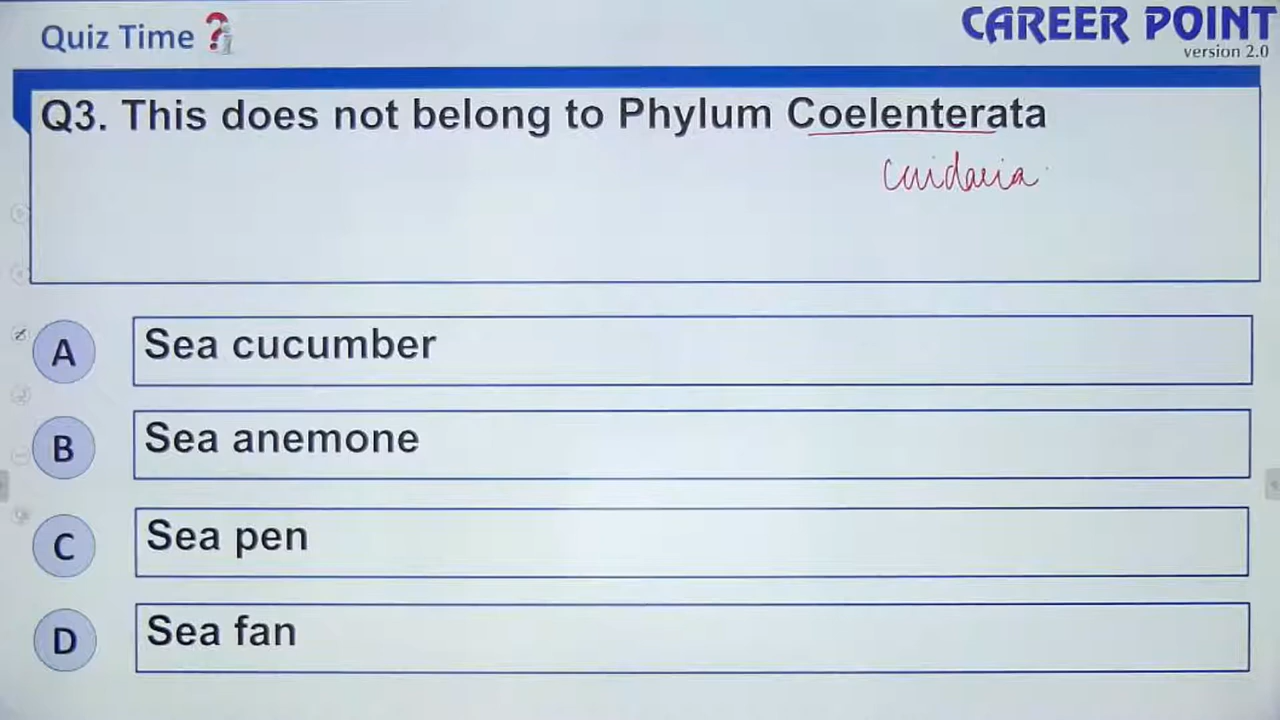 Quiz Time
CAREER POINT
version 2.0
Q3. This does not belong to Phylum Coelenterata
cnidaria
A Sea cucumber
B Sea anemone
C Sea pen
D Sea fan